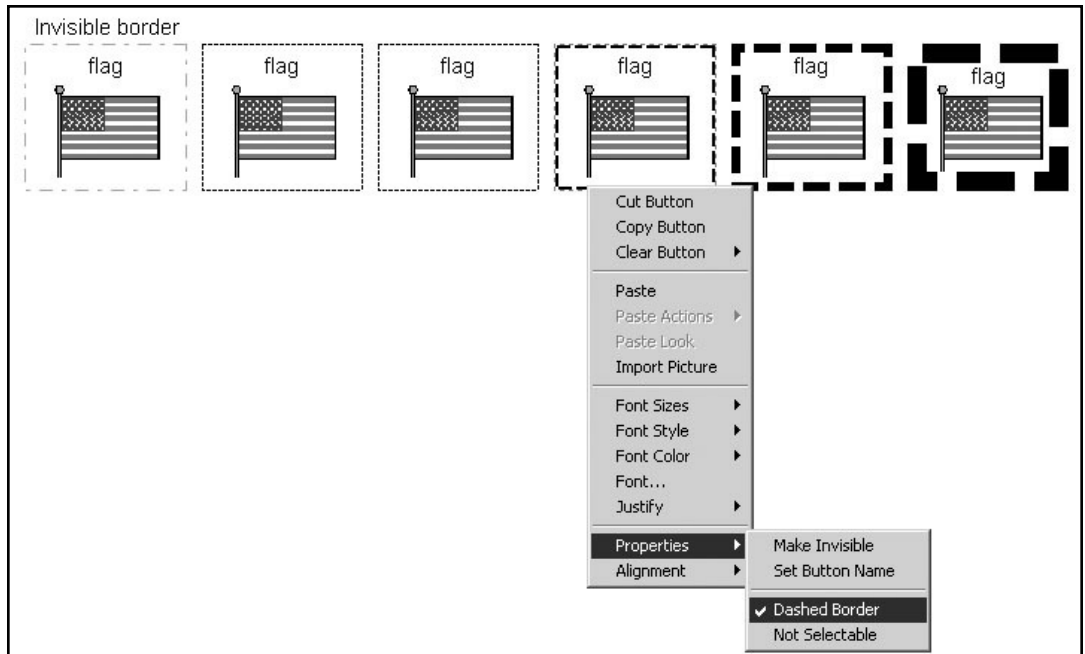 Invisible border
flag flag flag flag flag flag
Cut Button
Copy Button
Clear Button
Paste
Paste Actions
Paste Look
Import Picture
Font Sizes
Font Style
Font Color
Font...
Justify
Properties
Alignment
Make Invisible
Set Button Name
Dashed Border
Not Selectable